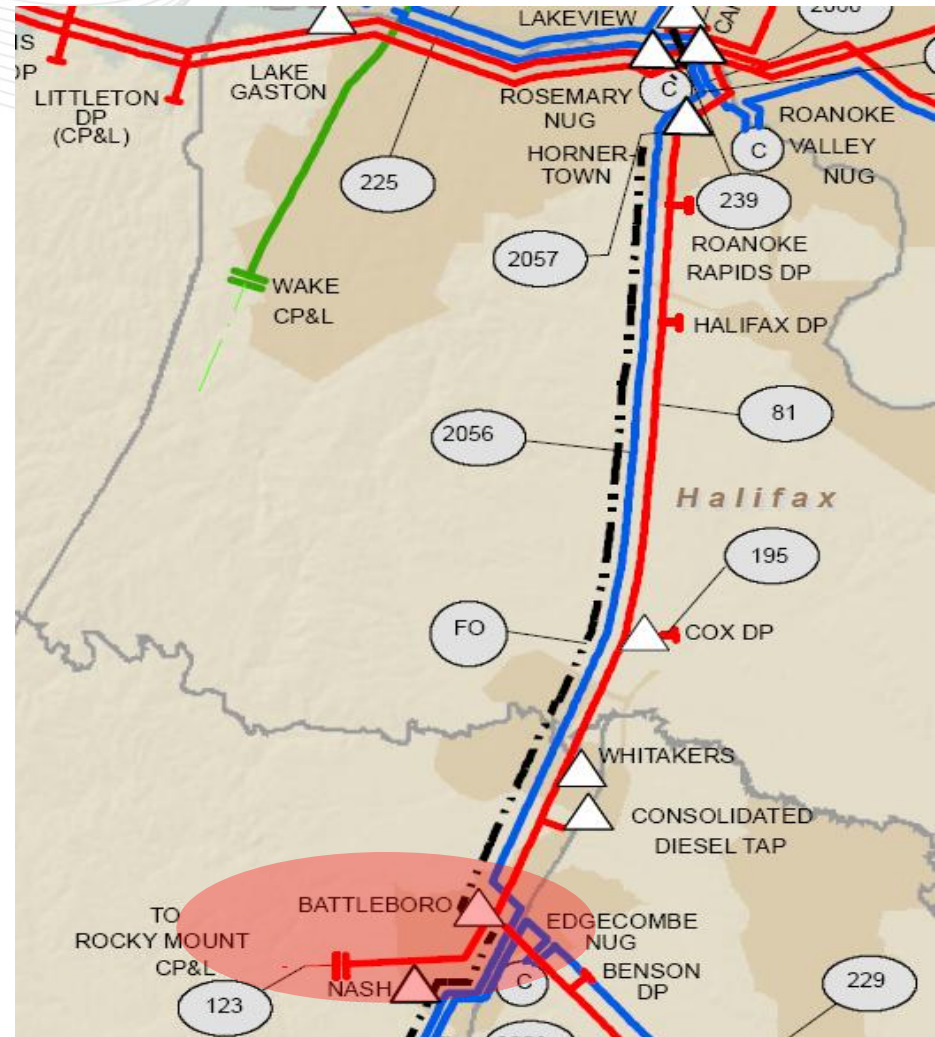 LAKEVIEW
LAKE
GASTON
LITTLETON
DP
(CP&L)
ROSEMARY
NUG
C
HORNER-
TOWN
ROANOKE
VALLEY
NUG
C
225
239
2057
ROANOKE
RAPIDS DP
WAKE
CP&L
HALIFAX DP
81
2056
Halifax
195
FO
COX DP
WHITAKERS
CONSOLIDATED
DIESEL TAP
BATTLEBORO
TO
ROCKY MOUNT
CP&L
EDGECOMBE
NUG
BENSON
DP
NASH
C
123
229